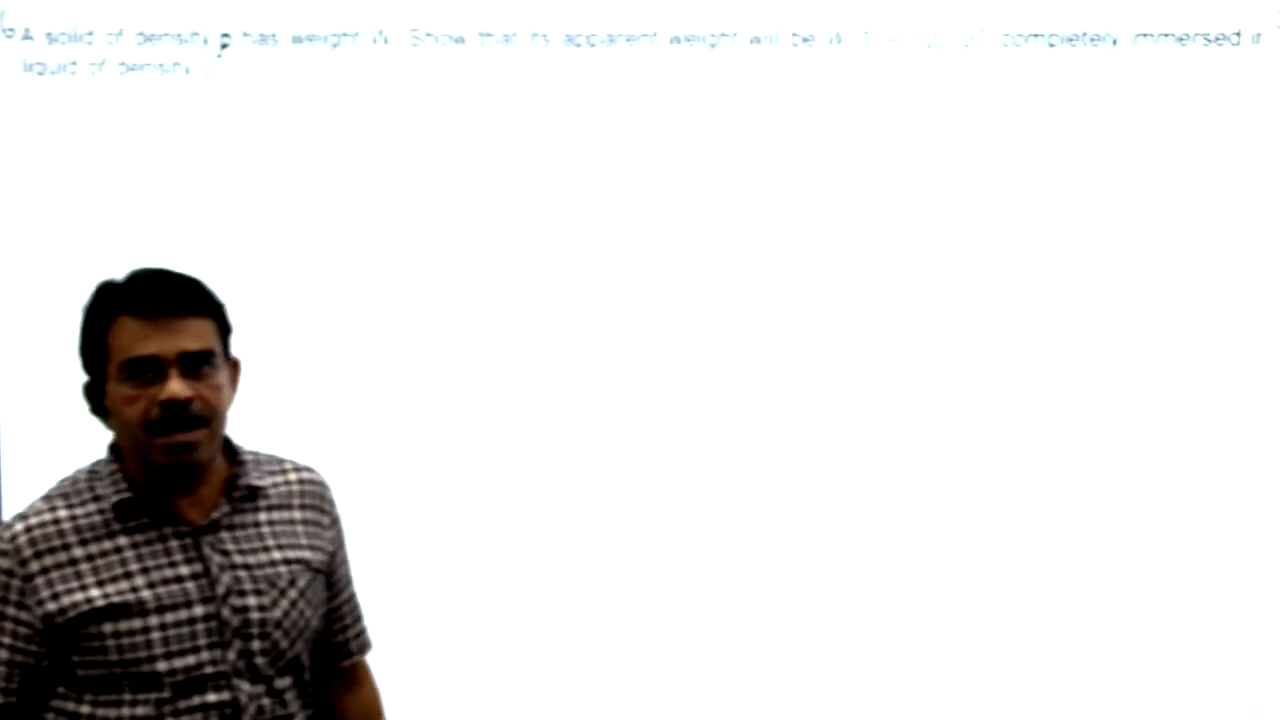 A solid of density ρ has weight W. Show that its apparent weight will be W completely immersed in
liquid of density